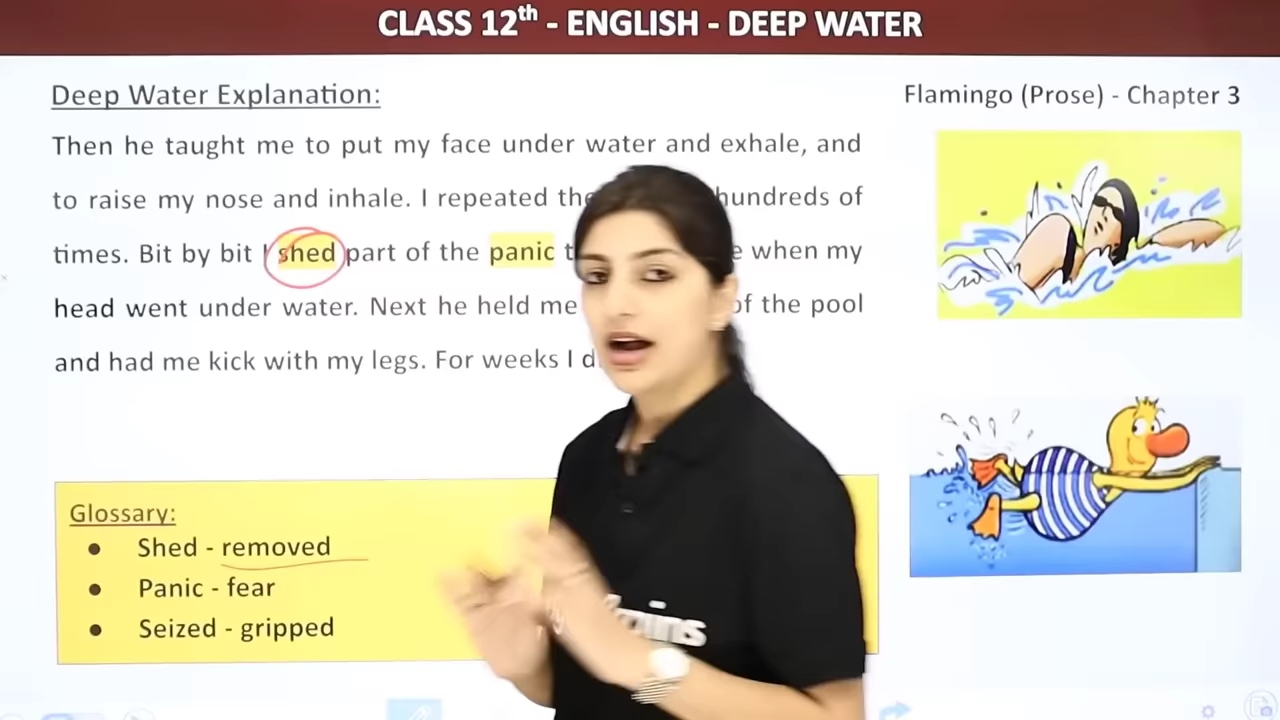 CLASS 12th - ENGLISH - DEEP WATER
Deep Water Explanation:
Flamingo (Prose) - Chapter 3
Then he taught me to put my face under water and exhale, and
to raise my nose and inhale. I repeated hundreds of
times. Bit by bit I shed part of the panic when my
head went under water. Next he held me of the pool
and had me kick with my legs. For weeks I
Glossary:
● Shed - removed
● Panic - fear
● Seized - gripped